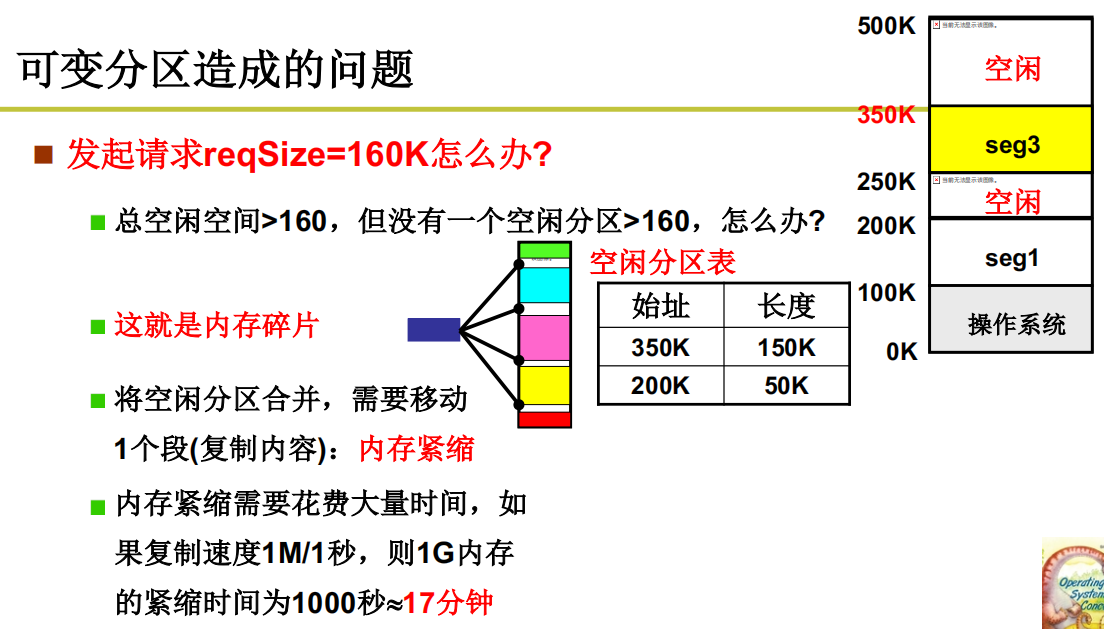 可变分区造成的问题
发起请求reqSize=160K怎么办?
总空闲空间>160，但没有一个空闲分区>160，怎么办?
这就是内存碎片
将空闲分区合并，需要移动
1个段(复制内容)：内存紧缩
内存紧缩需要花费大量时间，如
果复制速度1M/1秒，则1G内存
的紧缩时间为1000秒≈17分钟
空闲分区表
始址 长度
350K 150K
200K 50K
500K
当前无法显示该图像。
空闲
350K
seg3
250K
当前无法显示该图像。
空闲
200K
seg1
100K
操作系统
0K
Operating
System
Conc